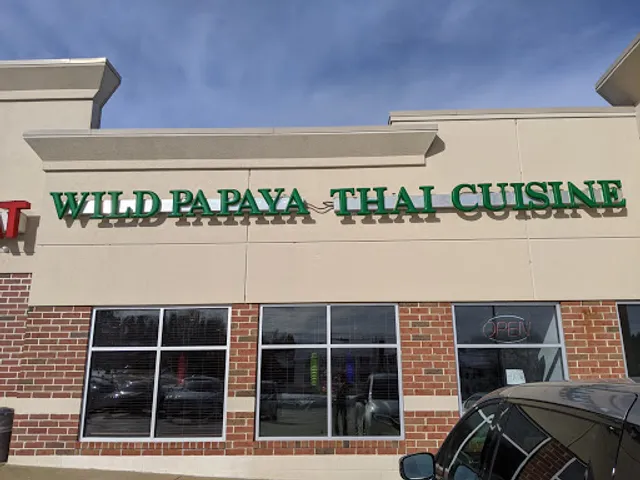 WILD PAPAYA THAI CUISINE
OPEN